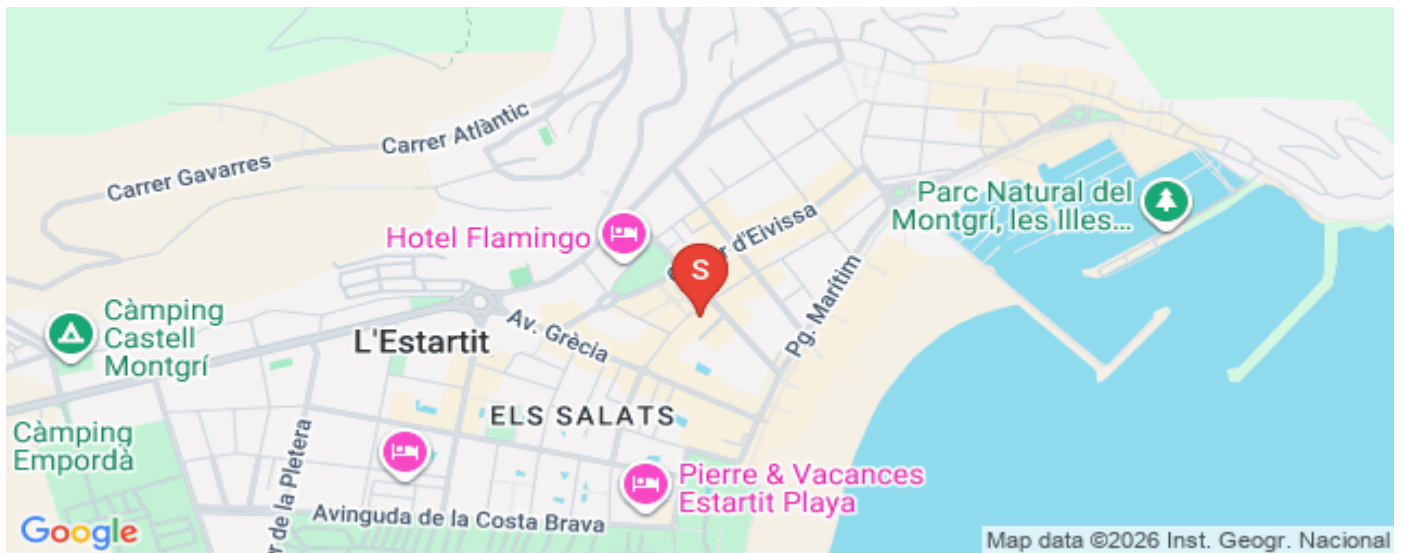 Carrer Atlàntic
Carrer Gavarres
Parc Natural del
Montgrí, les Illes...
Hotel Flamingo
d'Eivissa
S
Càmping
Castell
Montgrí
L'Estartit
Av. Grècia
Pg. Marítim
ELS SALATS
Càmping
Empordà
r de la Pletera
Pierre & Vacances
Estartit Playa
Avinguda de la Costa Brava
Google
Map data ©2026 Inst. Geogr. Nacional